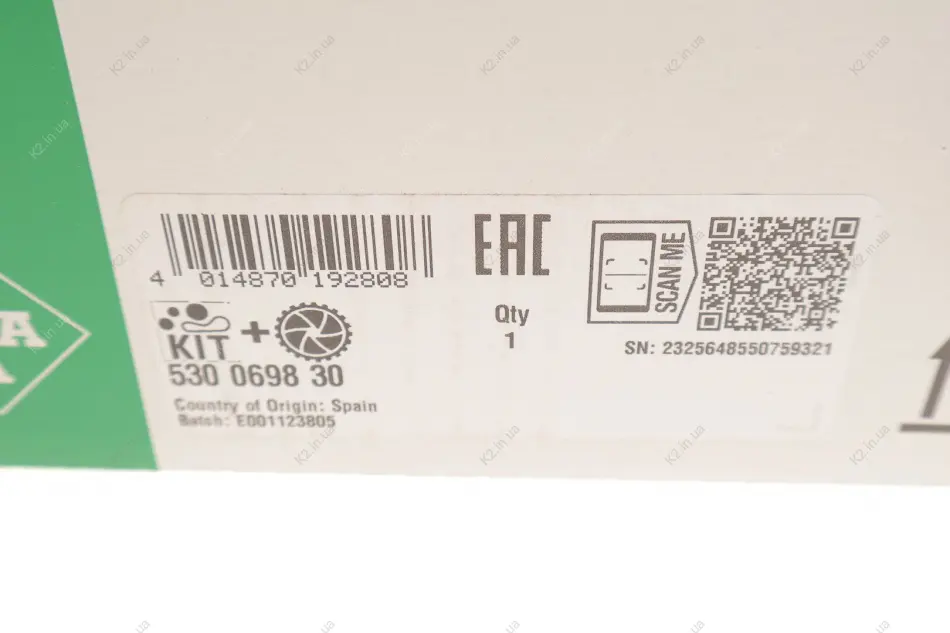 4 014870 192808
EAC
KIT +
530 0698 30
Country of Origin: Spain
Batch: E001123805
Qty
1
SCAN ME
SN: 2325648550759321
A
A
K2.in.ua